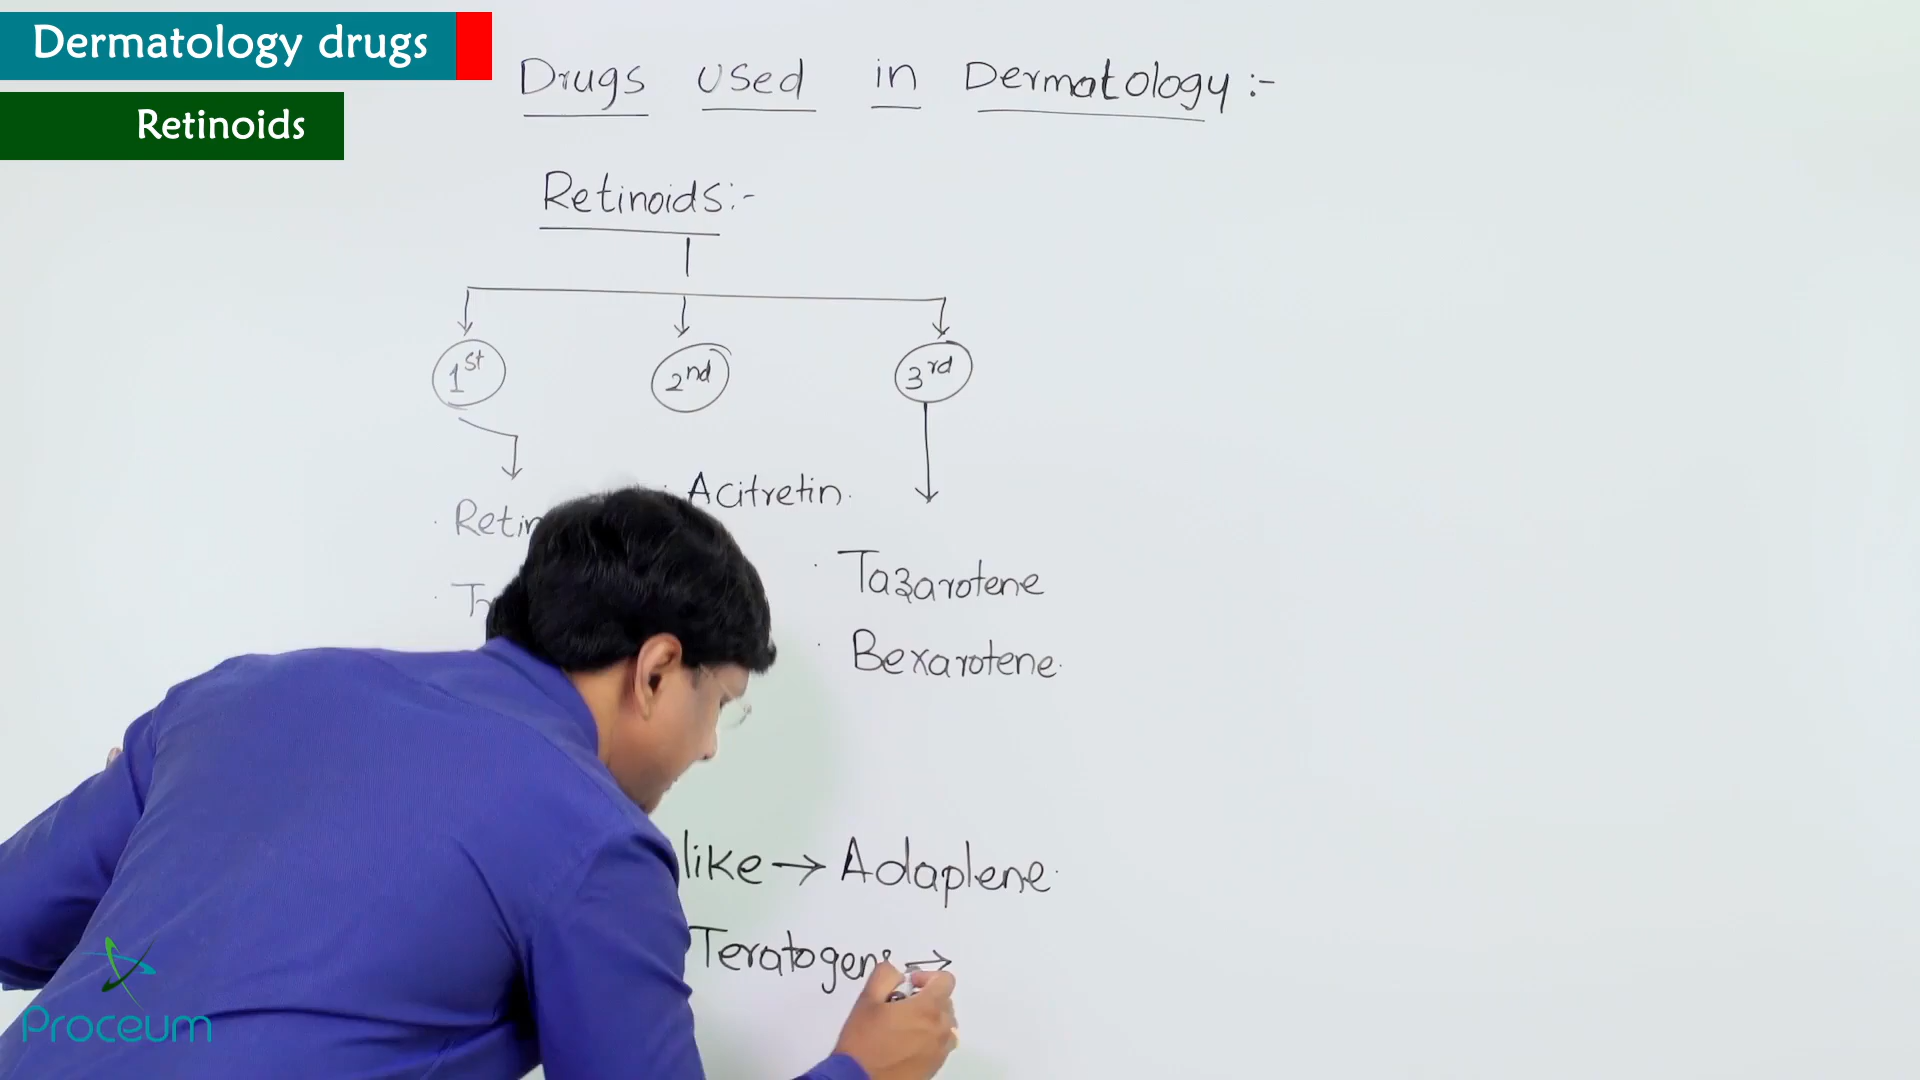 Dermatology drugs
Retinoids
Drugs used in Dermatology :-
Retinoids :-
1st 2nd 3rd
Acitretin.
· Tazarotene
· Bexarotene.
like → Adaplene.
Teratogens →
Proceum